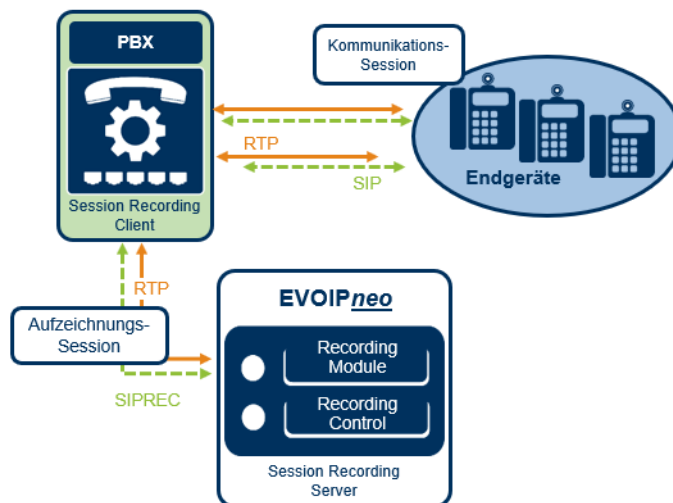 PBX
Session Recording
Client
Kommunikations-
Session
RTP
SIP
Endgeräte
RTP
Aufzeichnungs-
Session
SIPREC
EVOIPneo
Recording
Module
Recording
Control
Session Recording
Server